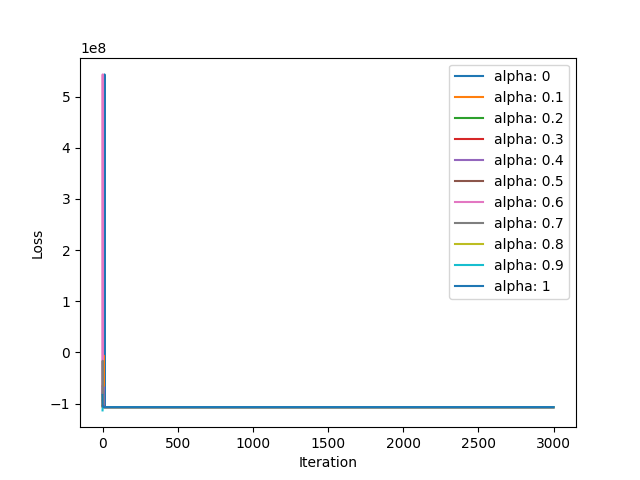 1e8
5
4
3
2
1
0
−1
Loss
0
500
1000
1500
2000
2500
3000
Iteration
alpha: 0
alpha: 0.1
alpha: 0.2
alpha: 0.3
alpha: 0.4
alpha: 0.5
alpha: 0.6
alpha: 0.7
alpha: 0.8
alpha: 0.9
alpha: 1